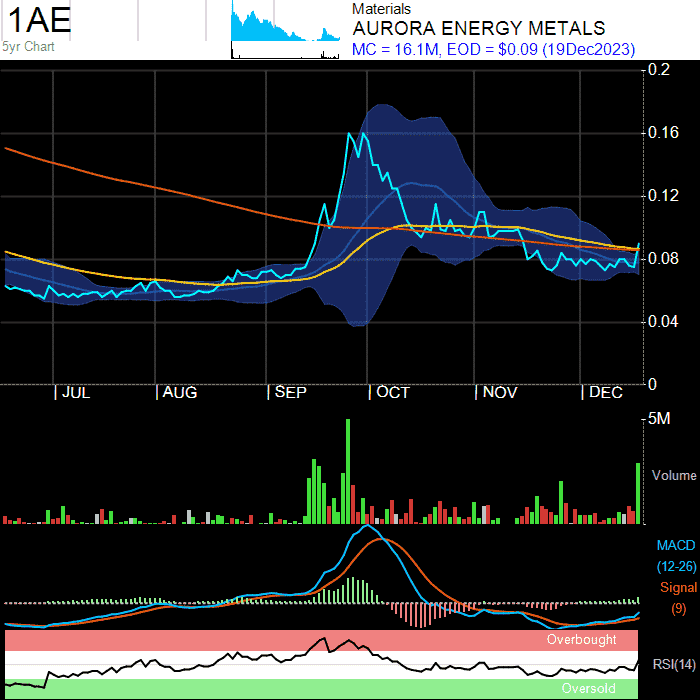 1AE
5yr Chart
Materials
AURORA ENERGY METALS
MC = 16.1M, EOD = $0.09 (19Dec2023)
0.2
0.16
0.12
0.08
0.04
0
JUL AUG SEP OCT NOV DEC
5M
Volume
MACD
(12-26)
Signal
(9)
Overbought
RSI(14)
Oversold